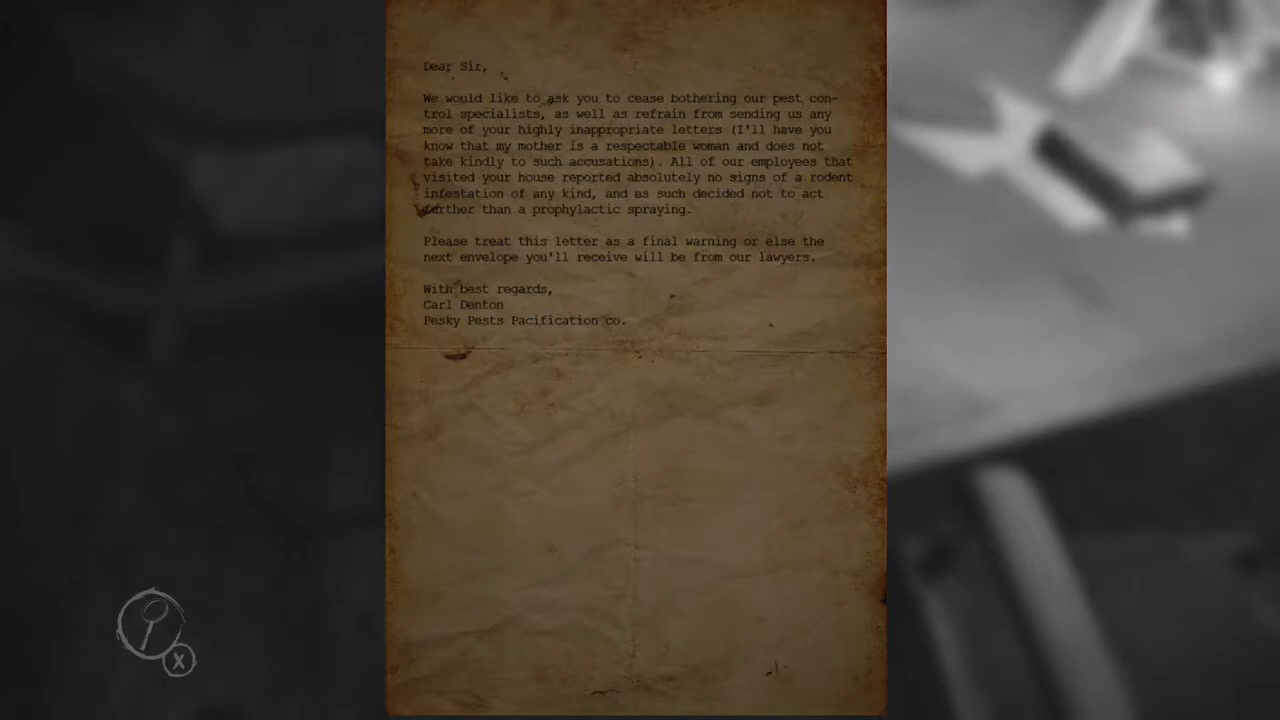 Dear Sir,
We would like to ask you to cease bothering our pest con-
trol specialists, as well as refrain from sending us any
more of your highly inappropriate letters (I'll have you
know that my mother is a respectable woman and does not
take kindly to such accusations). All of our employees that
visited your house reported absolutely no signs of a rodent
infestation of any kind, and as such decided not to act
further than a prophylactic spraying.
Please treat this letter as a final warning or else the
next envelope you'll receive will be from our lawyers.
With best regards,
Carl Denton
Pesky Pests Pacification co.
X